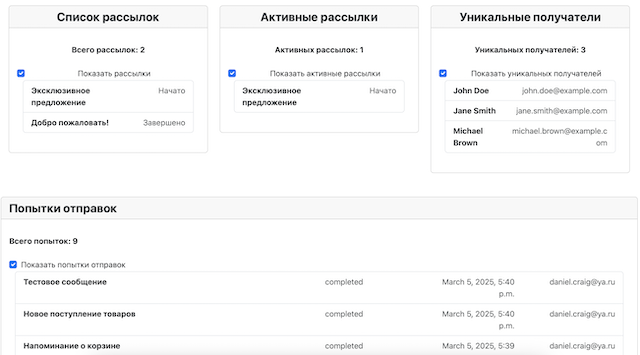 Список рассылок
Всего рассылок: 2
Показать рассылки
Эксклюзивное предложение
Начато
Добро пожаловать!
Завершено
Активные рассылки
Активных рассылок: 1
Показать активные рассылки
Эксклюзивное предложение
Начато
Уникальные получатели
Уникальных получателей: 3
Показать уникальных получателей
John Doe
john.doe@example.com
Jane Smith
jane.smith@example.com
Michael Brown
michael.brown@example.c
om
Попытки отправок
Всего попыток: 9
Показать попытки отправок
Тестовое сообщение
completed
March 5, 2025, 5:40
p.m.
daniel.craig@ya.ru
Новое поступление товаров
completed
March 5, 2025, 5:40
p.m.
daniel.craig@ya.ru
Напоминание о корзине
completed
March 5, 2025, 5:39
daniel.craig@ya.ru